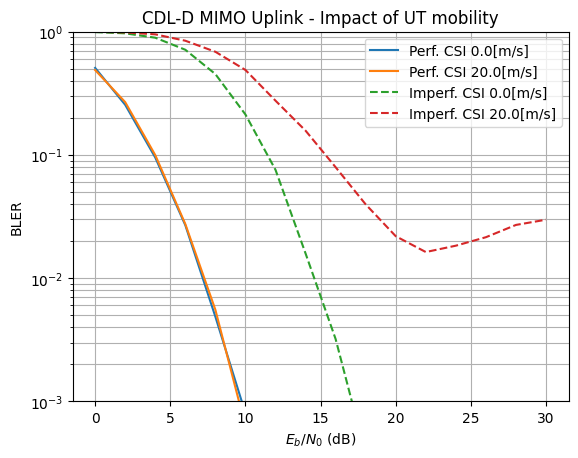 CDL-D MIMO Uplink - Impact of UT mobility
Perf. CSI 0.0[m/s]
Perf. CSI 20.0[m/s]
Imperf. CSI 0.0[m/s]
Imperf. CSI 20.0[m/s]
BLER
10⁰
10⁻¹
10⁻²
10⁻³
0 5 10 15 20 25 30
E_b/N_0 (dB)